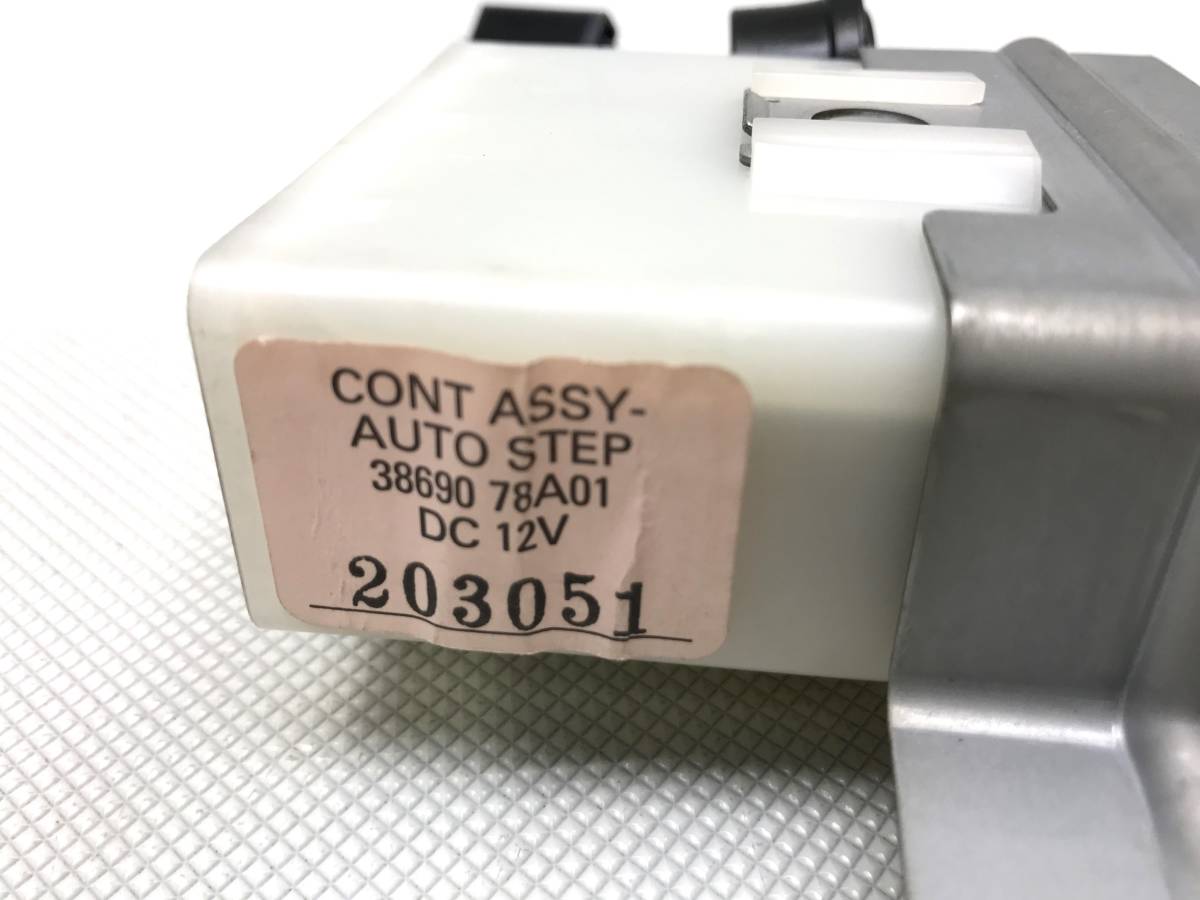 CONT ASSY-
AUTO STEP
38690 78A01
DC 12V
203051